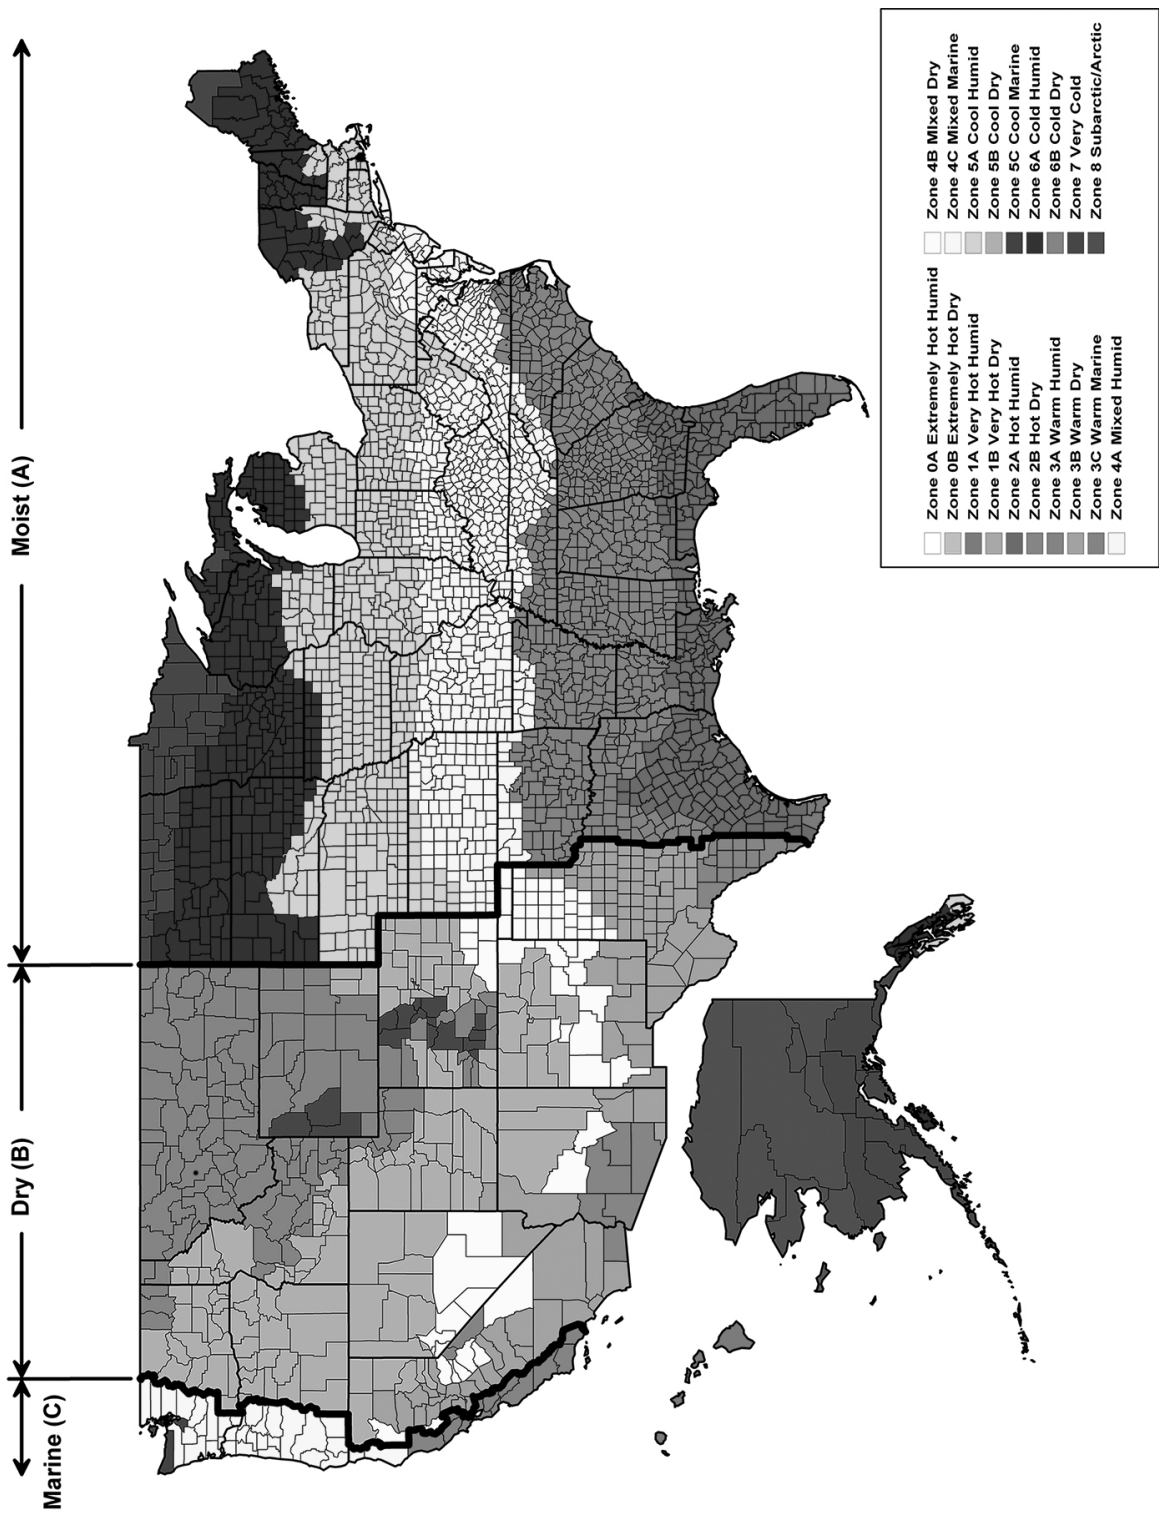 Marine (C)
Dry (B)
Moist (A)
Zone 0A Extremely Hot Humid
Zone 0B Extremely Hot Dry
Zone 1A Very Hot Humid
Zone 1B Very Hot Dry
Zone 2A Hot Humid
Zone 2B Hot Dry
Zone 3A Warm Humid
Zone 3B Warm Dry
Zone 3C Warm Marine
Zone 4A Mixed Humid
Zone 4B Mixed Dry
Zone 4C Mixed Marine
Zone 5A Cool Humid
Zone 5B Cool Dry
Zone 5C Cool Marine
Zone 6A Cold Humid
Zone 6B Cold Dry
Zone 7 Very Cold
Zone 8 Subarctic/Arctic